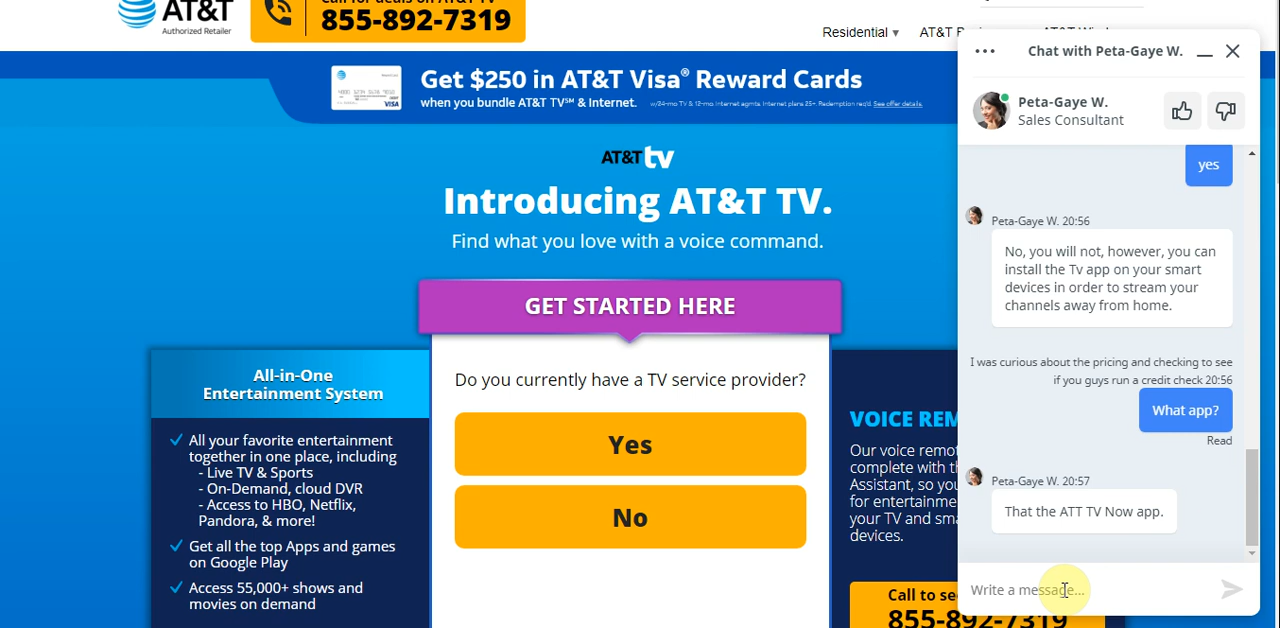 AT&T
Authorized Retailer
855-892-7319
Residential ▾
Get $250 in AT&T Visa® Reward Cards
when you bundle AT&T TV℠ & Internet.
See offer details.
AT&T tv
Introducing AT&T TV.
Find what you love with a voice command.
GET STARTED HERE
Do you currently have a TV service provider?
Yes
No
All-in-One
Entertainment System
All your favorite entertainment
together in one place, including
- Live TV & Sports
- On-Demand, cloud DVR
- Access to HBO, Netflix,
Pandora, & more!
Get all the top Apps and games
on Google Play
Access 55,000+ shows and
movies on demand
VOICE REM
Our voice remo
complete with th
Assistant, so you
for entertainme
your TV and sma
devices.
Call to se
855-892-7319
Chat with Peta-Gaye W.
Peta-Gaye W.
Sales Consultant
yes
Peta-Gaye W. 20:56
No, you will not, however, you can
install the Tv app on your smart
devices in order to stream your
channels away from home.
I was curious about the pricing and checking to see
if you guys run a credit check 20:56
What app?
Read
Peta-Gaye W. 20:57
That the ATT TV Now app.
Write a message...